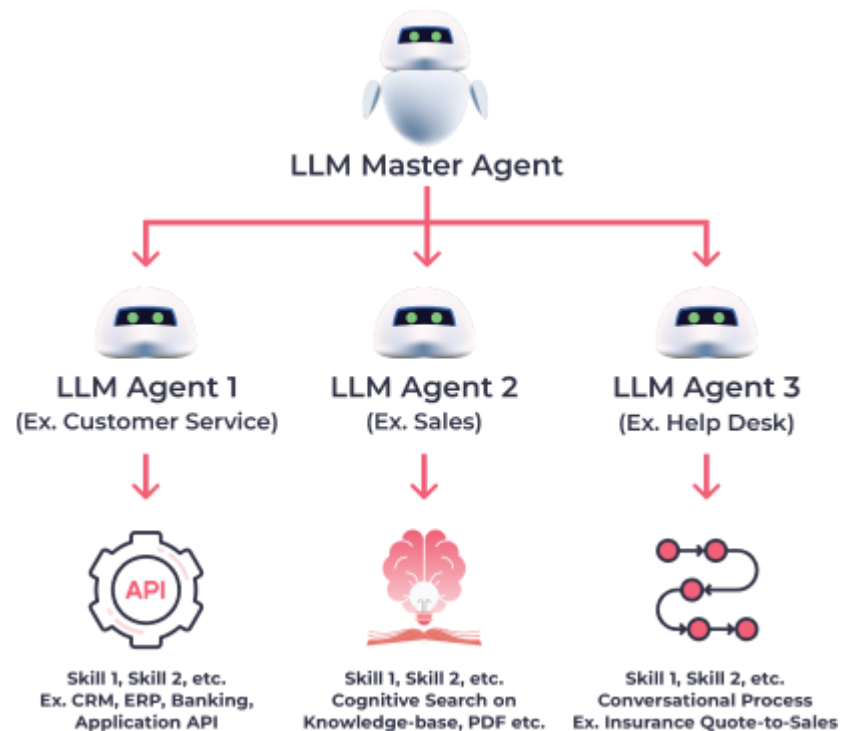 LLM Master Agent
LLM Agent 1
(Ex. Customer Service)
LLM Agent 2
(Ex. Sales)
LLM Agent 3
(Ex. Help Desk)
API
Skill 1, Skill 2, etc.
Ex. CRM, ERP, Banking,
Application API
Skill 1, Skill 2, etc.
Cognitive Search on
Knowledge-base, PDF etc.
Skill 1, Skill 2, etc.
Conversational Process
Ex. Insurance Quote-to-Sales